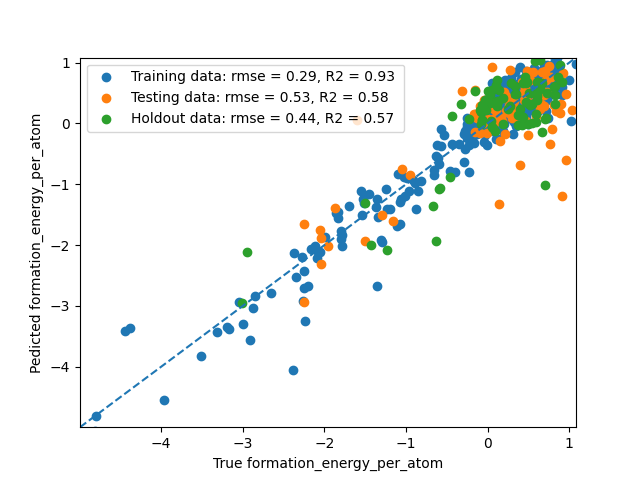 Training data: rmse = 0.29, R2 = 0.93
Testing data: rmse = 0.53, R2 = 0.58
Holdout data: rmse = 0.44, R2 = 0.57
Pedicted formation_energy_per_atom
1
0
−1
−2
−3
−4
−4 −3 −2 −1 0 1
True formation_energy_per_atom